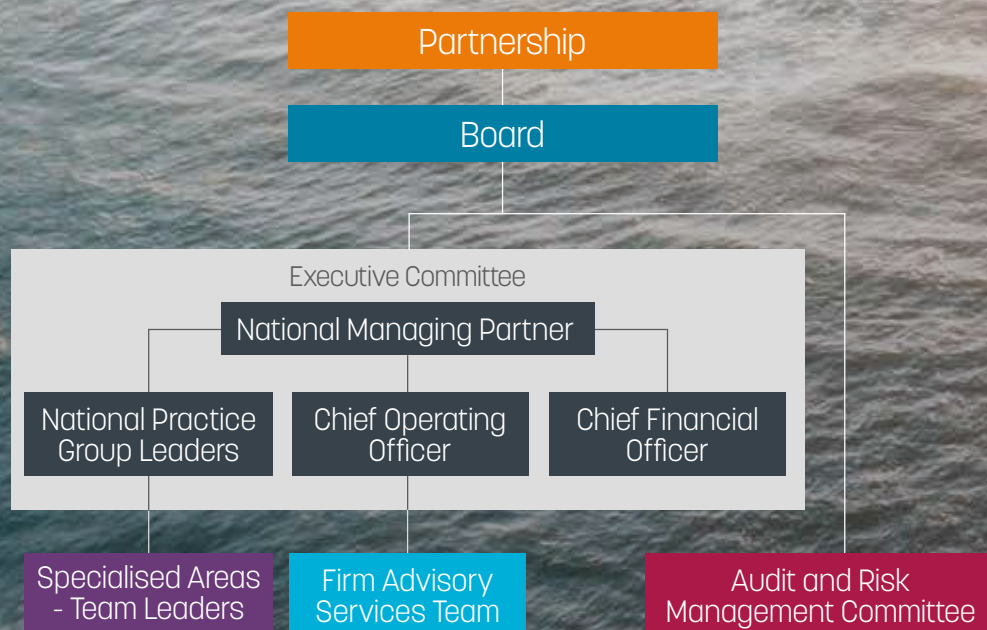 Partnership
Board
Executive Committee
National Managing Partner
National Practice
Group Leaders
Chief Operating
Officer
Chief Financial
Officer
Specialised Areas
- Team Leaders
Firm Advisory
Services Team
Audit and Risk
Management Committee